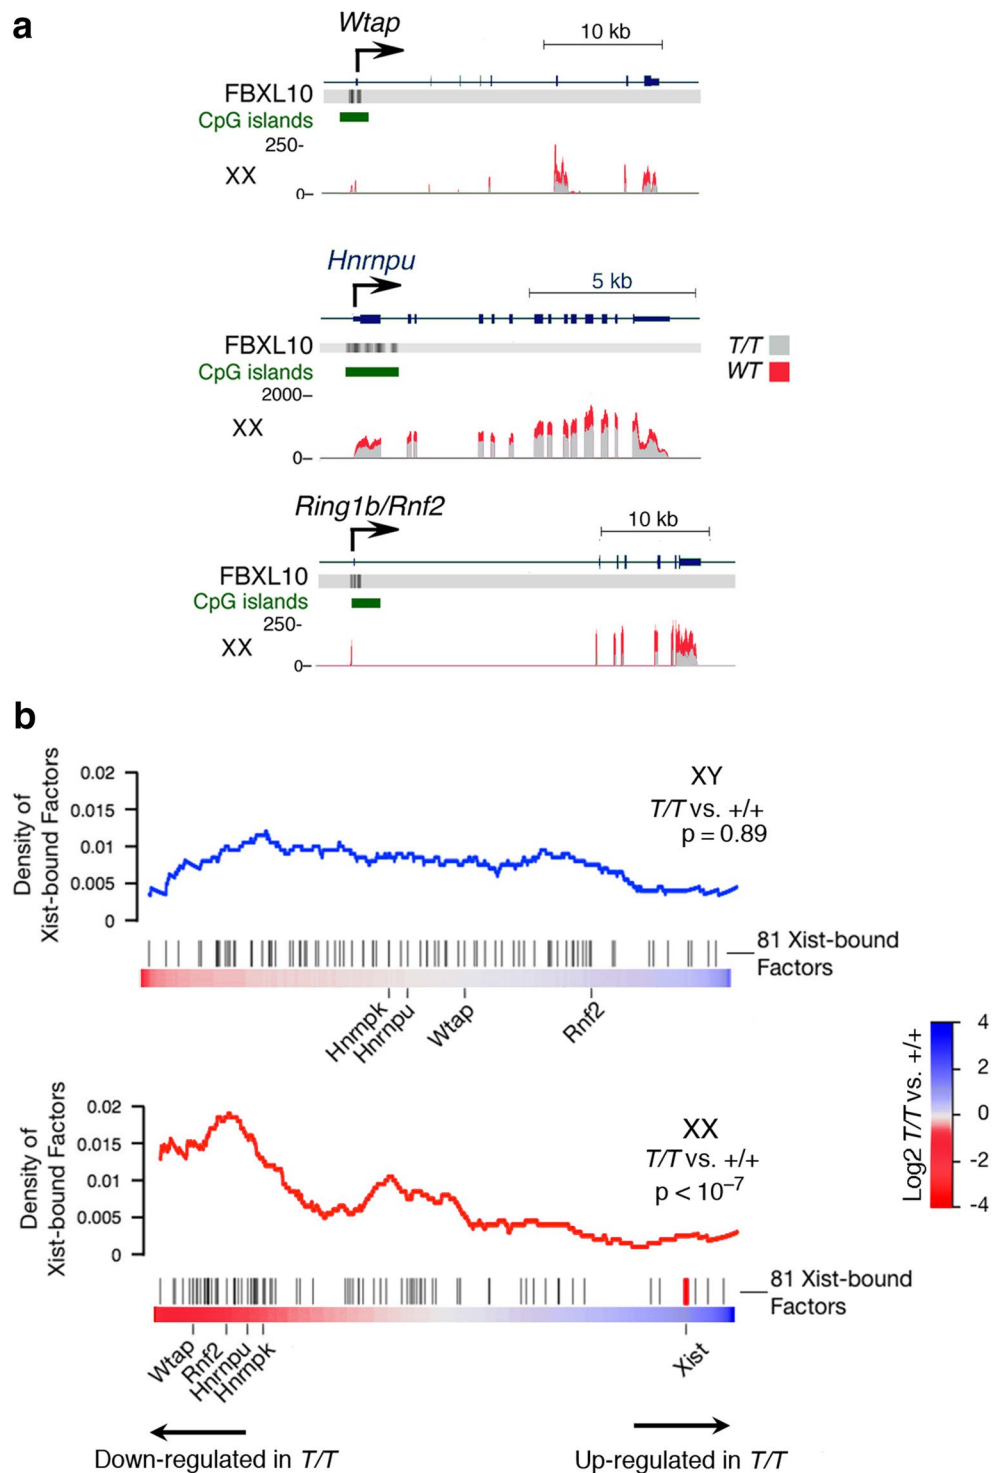 a
Wtap
10 kb
FBXL10
CpG islands
250-
XX
0–
Hnrnpu
5 kb
FBXL10
CpG islands
2000–
XX
0–
T/T
WT
Ring1b/Rnf2
10 kb
FBXL10
CpG islands
250-
XX
0–
b
Density of
Xist-bound Factors
0.02
0.015
0.01
0.005
0
XY
T/T vs. +/+
p = 0.89
81 Xist-bound
Factors
Hnrnpk
Hnrnpu
Wtap
Rnf2
Density of
Xist-bound Factors
0.02
0.015
0.01
0.005
0
XX
T/T vs. +/+
p < 10⁻⁷
81 Xist-bound
Factors
Wtap
Rnf2
Hnrnpu
Hnrnpk
Xist
Log2 T/T vs. +/+
4
2
0
-2
-4
Down-regulated in T/T
Up-regulated in T/T